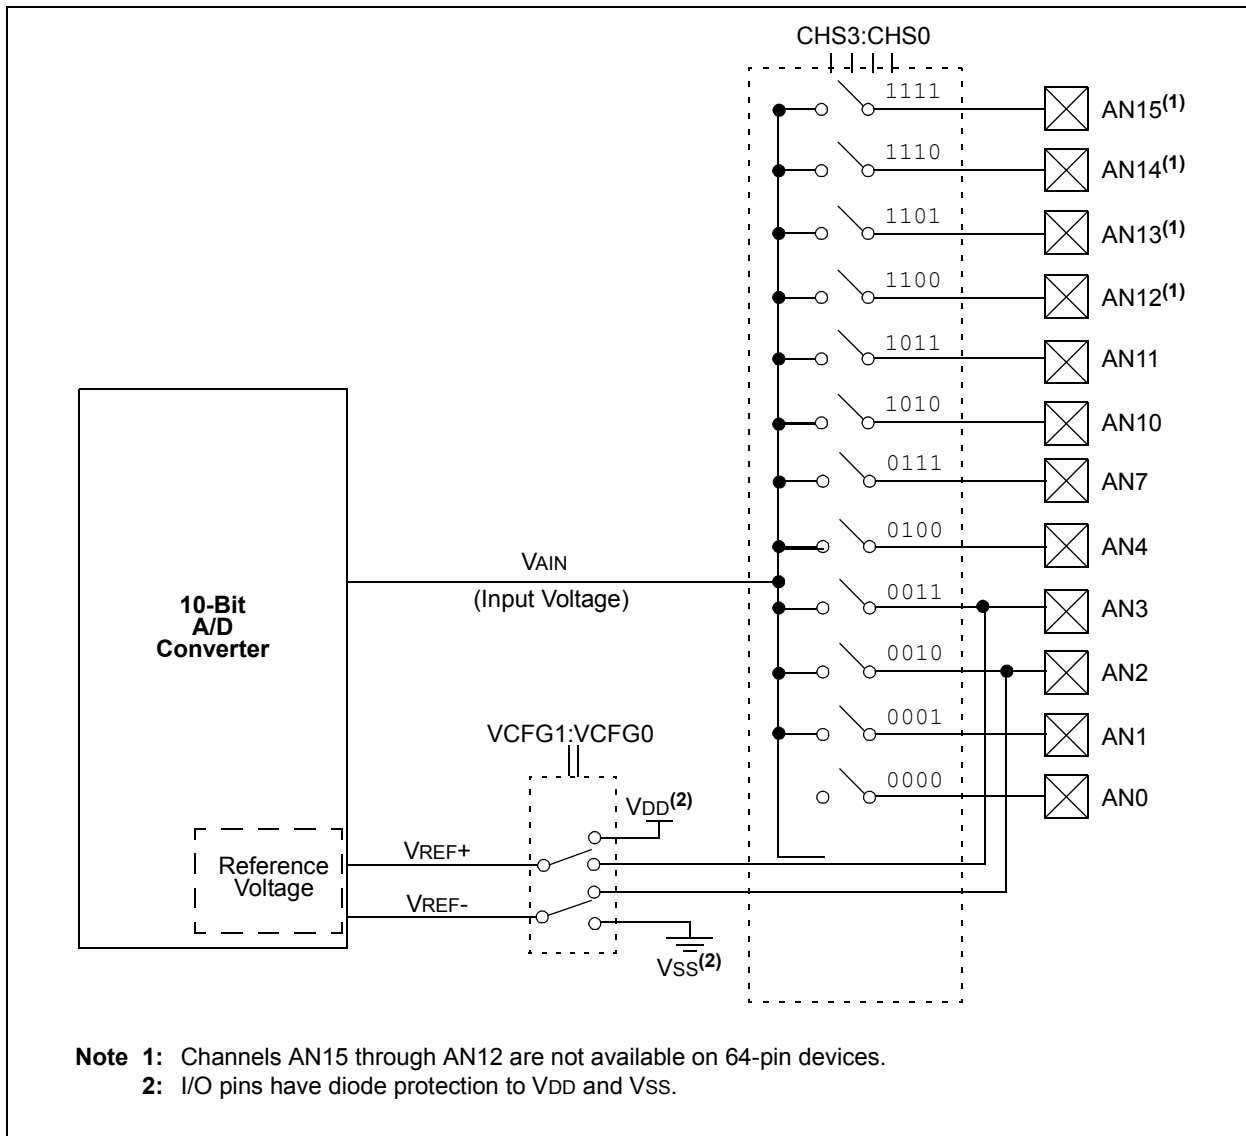 CHS3:CHS0
1111 AN15(1)
1110 AN14(1)
1101 AN13(1)
1100 AN12(1)
1011 AN11
1010 AN10
0111 AN7
0100 AN4
VAIN
(Input Voltage)
0011 AN3
10-Bit
A/D
Converter
0010 AN2
0001 AN1
VCFG1:VCFG0
0000 AN0
VDD(2)
VREF+
Reference
Voltage
VREF-
VSS(2)
Note 1: Channels AN15 through AN12 are not available on 64-pin devices.
2: I/O pins have diode protection to VDD and VSS.